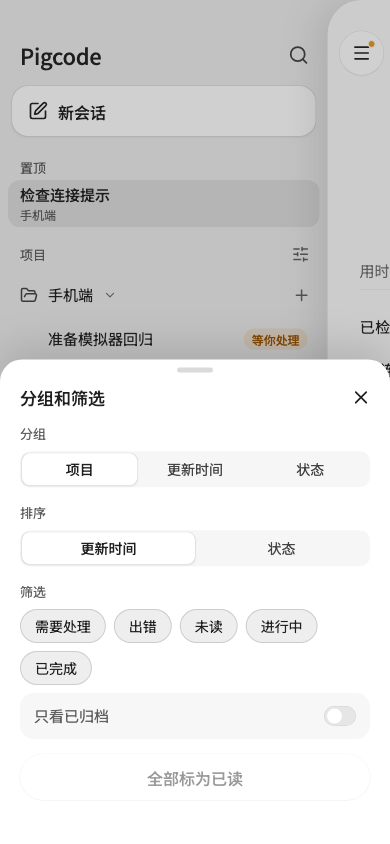 Pigcode
新会话
置顶
检查连接提示
手机端
项目
手机端
准备模拟器回归
等你处理
用时
已检
分组和筛选
分组
项目 更新时间 状态
排序
更新时间 状态
筛选
需要处理 出错 未读 进行中
已完成
只看已归档
全部标为已读